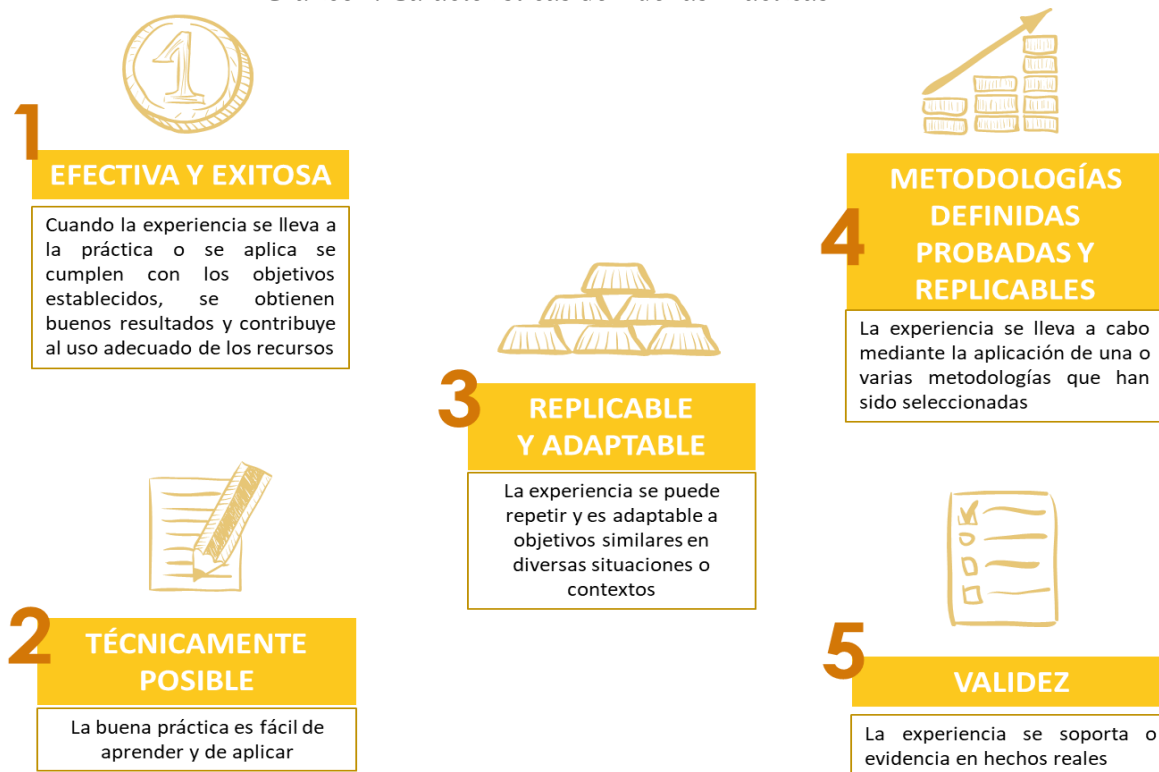 1
EFECTIVA Y EXITOSA
Cuando la experiencia se lleva a
la práctica o se aplica se
cumplen con los objetivos
establecidos, se obtienen
buenos resultados y contribuye
al uso adecuado de los recursos
2
TÉCNICAMENTE
POSIBLE
La buena práctica es fácil de
aprender y de aplicar
3
REPLICABLE
Y ADAPTABLE
La experiencia se puede
repetir y es adaptable a
objetivos similares en
diversas situaciones o
contextos
4
METODOLOGÍAS
DEFINIDAS
PROBADAS Y
REPLICABLES
La experiencia se lleva a cabo
mediante la aplicación de una o
varias metodologías que han
sido seleccionadas
5
VALIDEZ
La experiencia se soporta o
evidencia en hechos reales